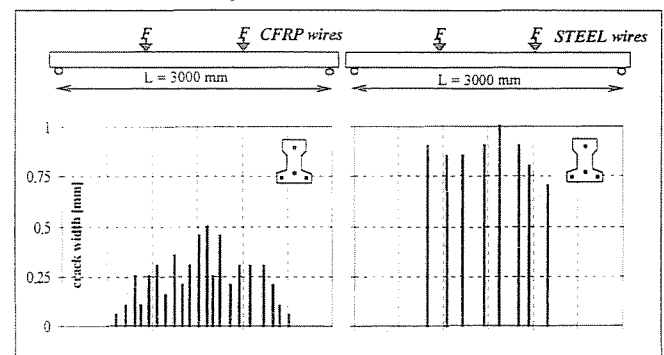 F F CFRP wires
F F STEEL wires
L = 3000 mm
L = 3000 mm
1
0.75
0.5
0.25
0
crack width [mm]